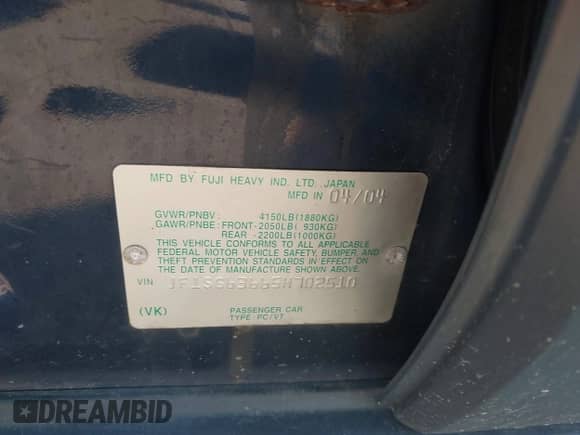 MFD BY FUJI HEAVY IND. LTD. JAPAN
MFD IN 04/04
GVWR/PNBV: 4150LB(1880KG)
GAWR/PNBE: FRONT-2050LB( 930KG)
REAR -2200LB(1000KG)
THIS VEHICLE CONFORMS TO ALL APPLICABLE
FEDERAL MOTOR VEHICLE SAFETY, BUMPER, AND
THEFT PREVENTION STANDARDS IN EFFECT ON
THE DATE OF MANUFACTURE SHOWN ABOVE.
VIN
(VK) PASSENGER CAR
TYPE: PC/VT
DREAMBID